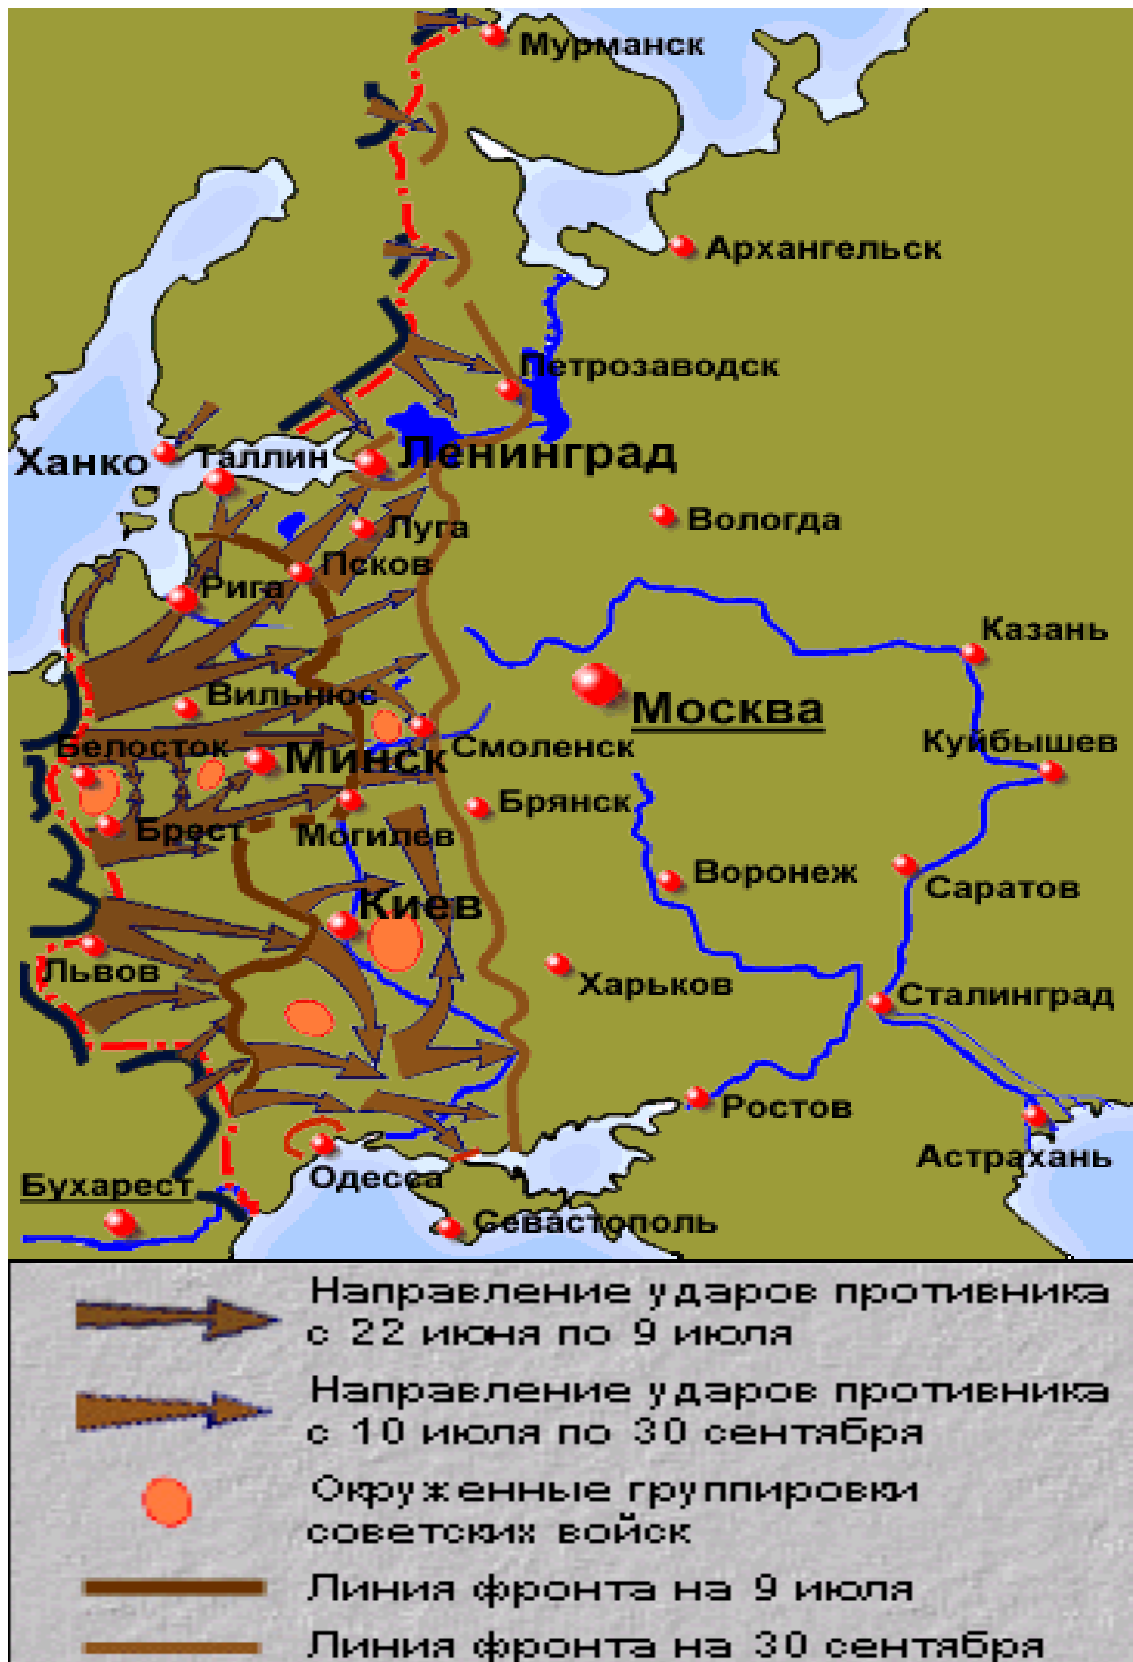 Мурманск
Архангельск
Петрозаводск
Ханко
Таллин
Ленинград
Вологда
Луга
Псков
Рига
Казань
Вильнюс
Москва
Белосток
Минск
Смоленск
Куйбышев
Брест
Могилев
Брянск
Воронеж
Саратов
Киев
Львов
Харьков
Сталинград
Ростов
Одесса
Астрахань
Бухарест
Севастополь
Направление ударов противника
с 22 июня по 9 июля
Направление ударов противника
с 10 июля по 30 сентября
Окруженные группировки
советских войск
Линия фронта на 9 июля
Линия фронта на 30 сентября